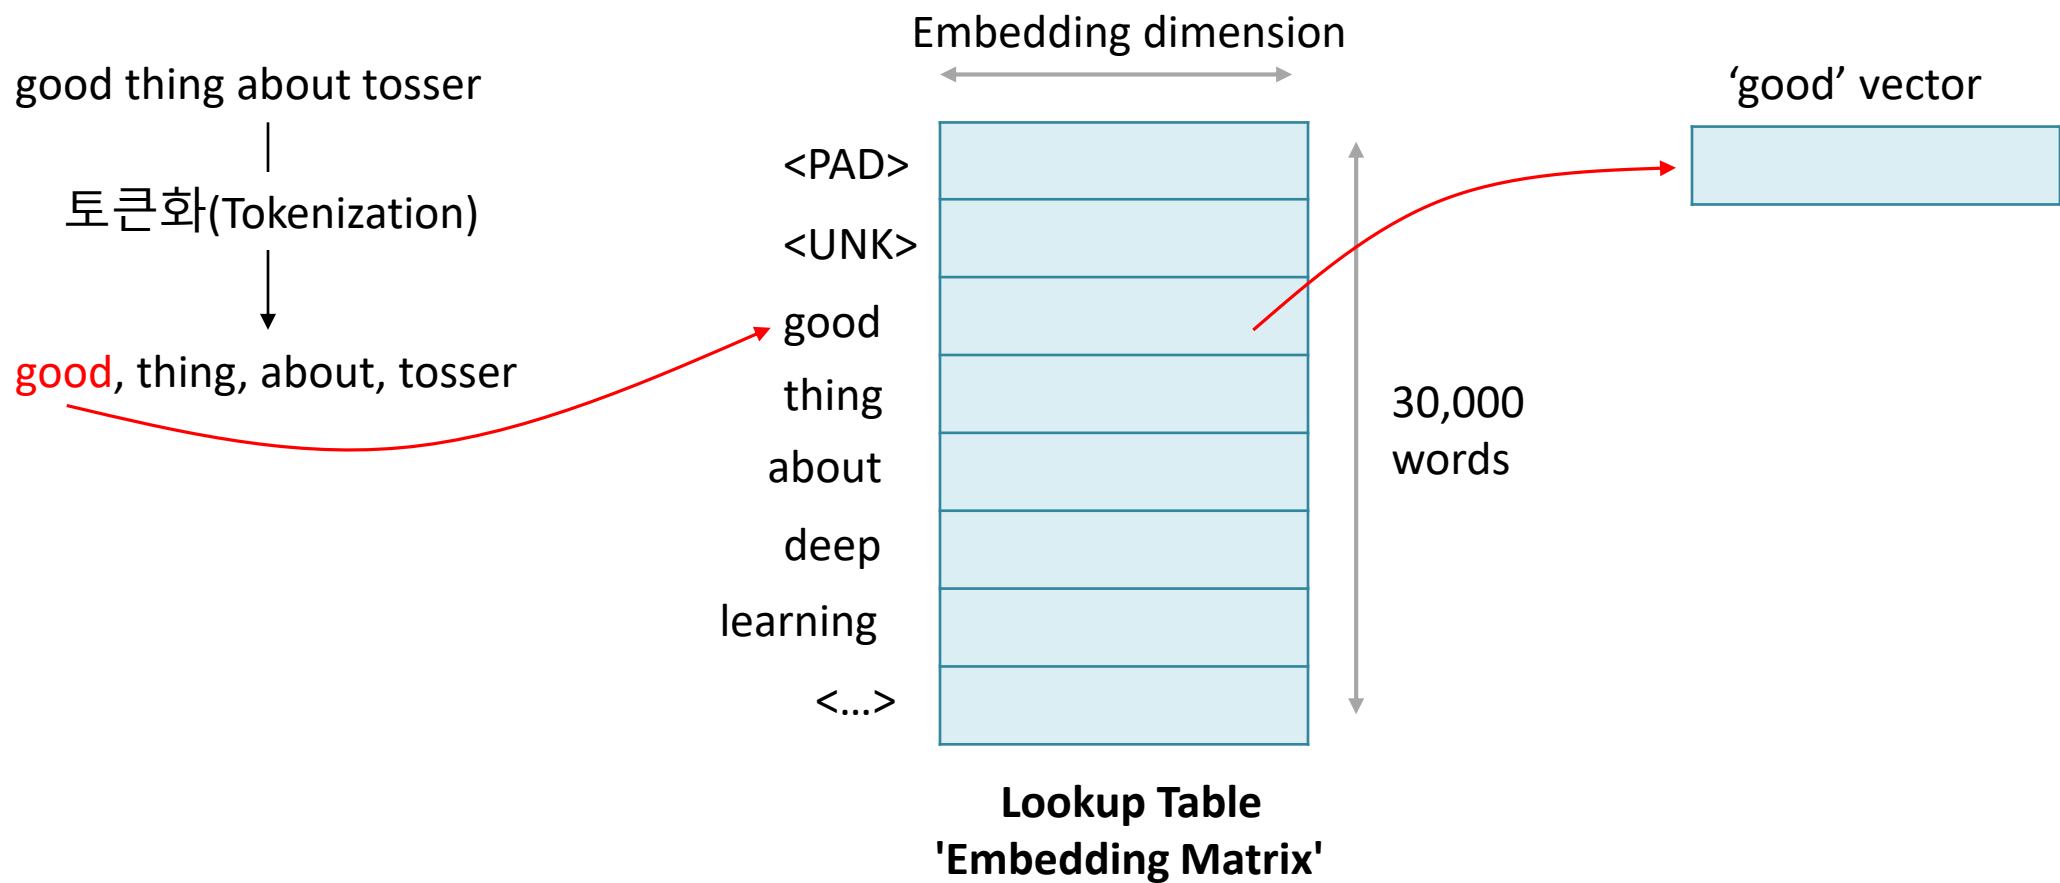 good thing about tosser
토큰화(Tokenization)
good, thing, about, tosser
Embedding dimension
<PAD>
<UNK>
good
thing
about
deep
learning
<...>
30,000
words
Lookup Table
'Embedding Matrix'
‘good’ vector